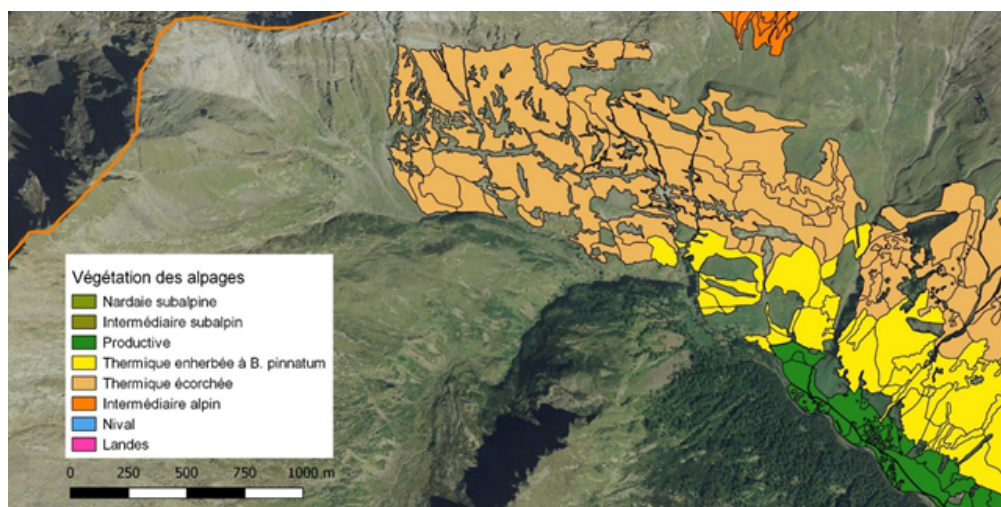 Végétation des alpages
Nardaie subalpine
Intermédiaire subalpin
Productive
Thermique enherbée à B. pinnatum
Thermique écorchée
Intermédiaire alpin
Nival
Landes
0 250 500 750 1000 m